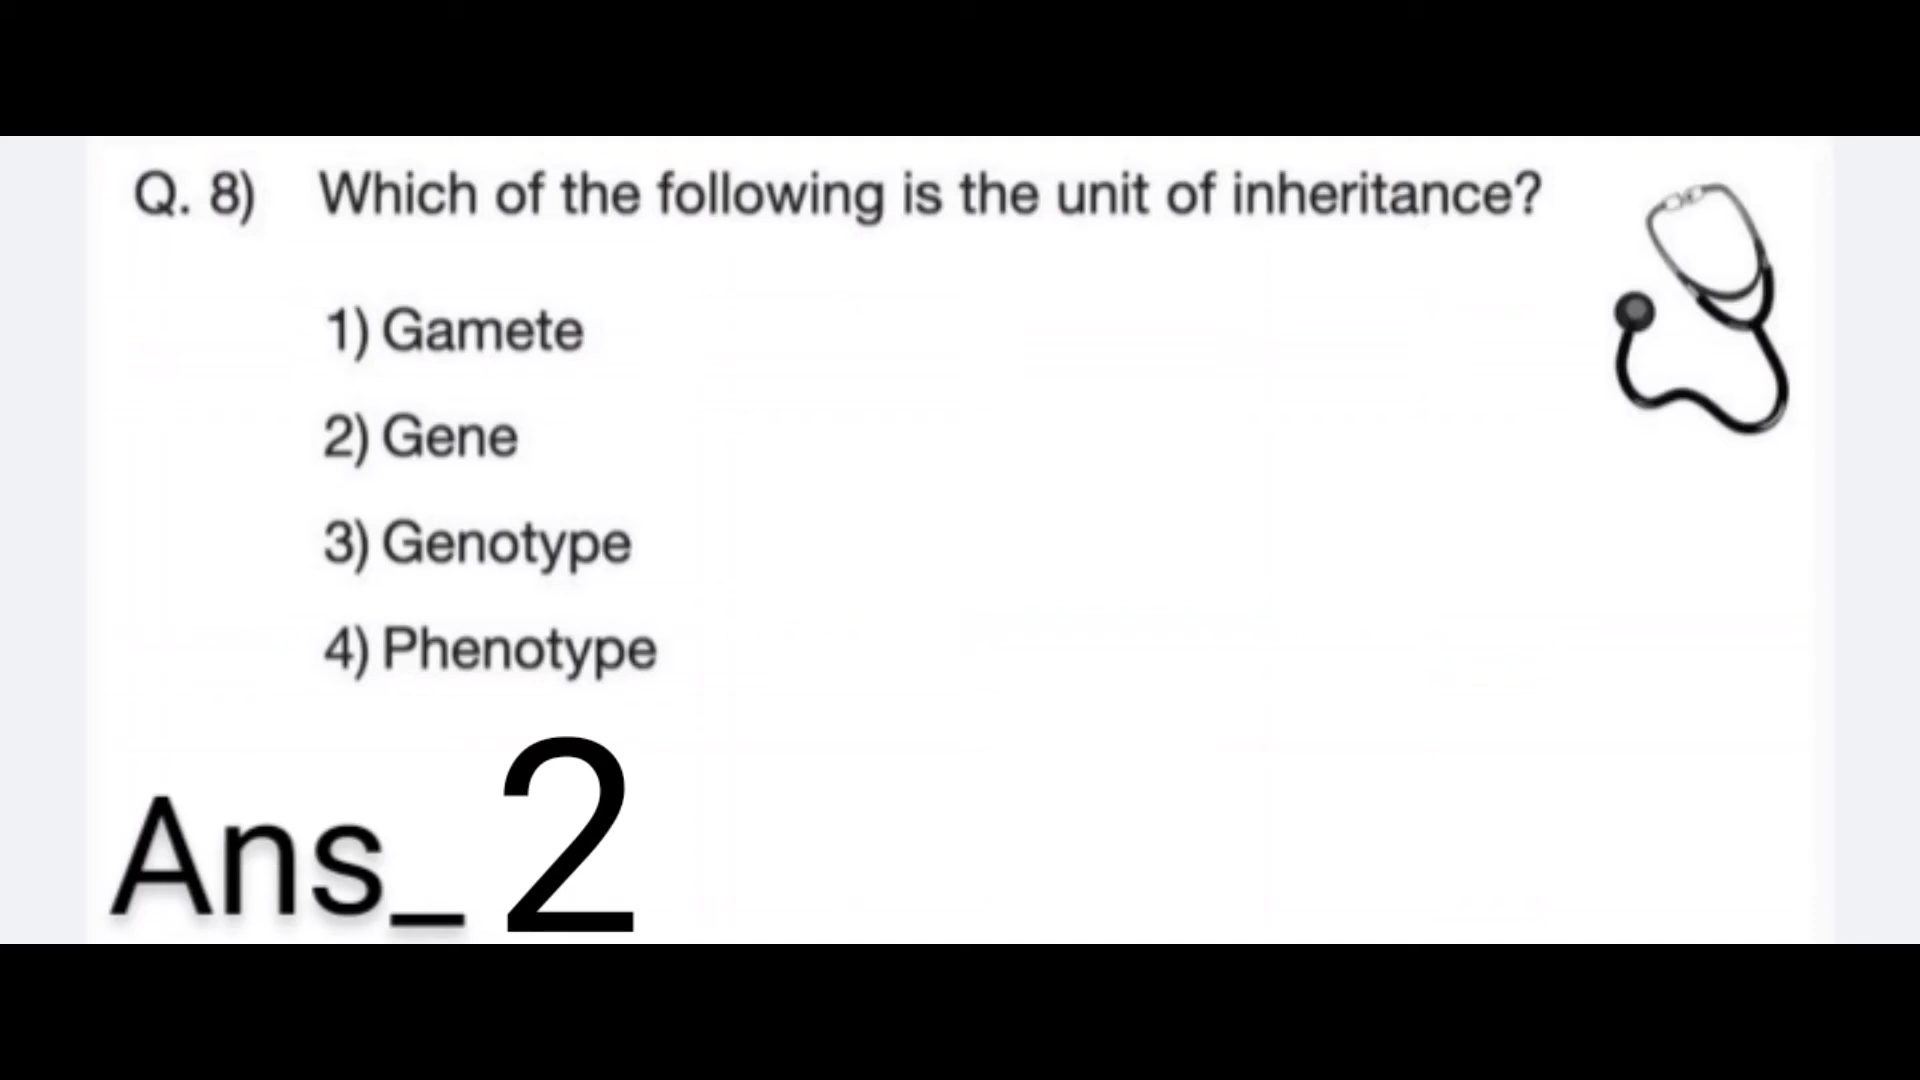 Q. 8) Which of the following is the unit of inheritance?
1) Gamete
2) Gene
3) Genotype
4) Phenotype
Ans_ 2